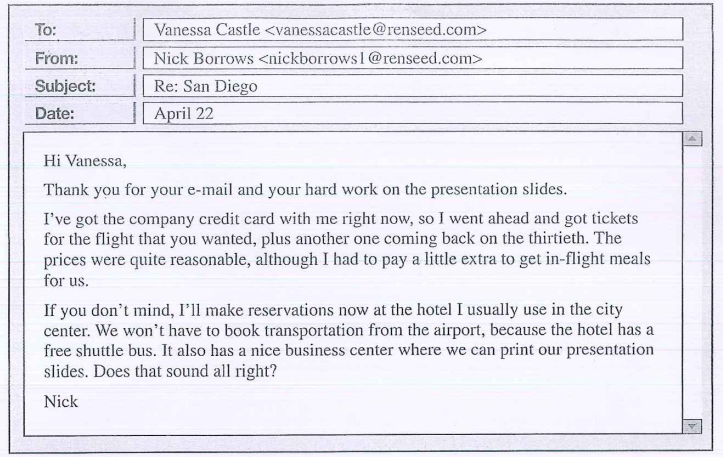 To: Vanessa Castle <vanessacastle@renseed.com>
From: Nick Borrows <nickborrows1@renseed.com>
Subject: Re: San Diego
Date: April 22
Hi Vanessa,
Thank you for your e-mail and your hard work on the presentation slides.
I've got the company credit card with me right now, so I went ahead and got tickets
for the flight that you wanted, plus another one coming back on the thirtieth. The
prices were quite reasonable, although I had to pay a little extra to get in-flight meals
for us.
If you don't mind, I'll make reservations now at the hotel I usually use in the city
center. We won't have to book transportation from the airport, because the hotel has a
free shuttle bus. It also has a nice business center where we can print our presentation
slides. Does that sound all right?
Nick